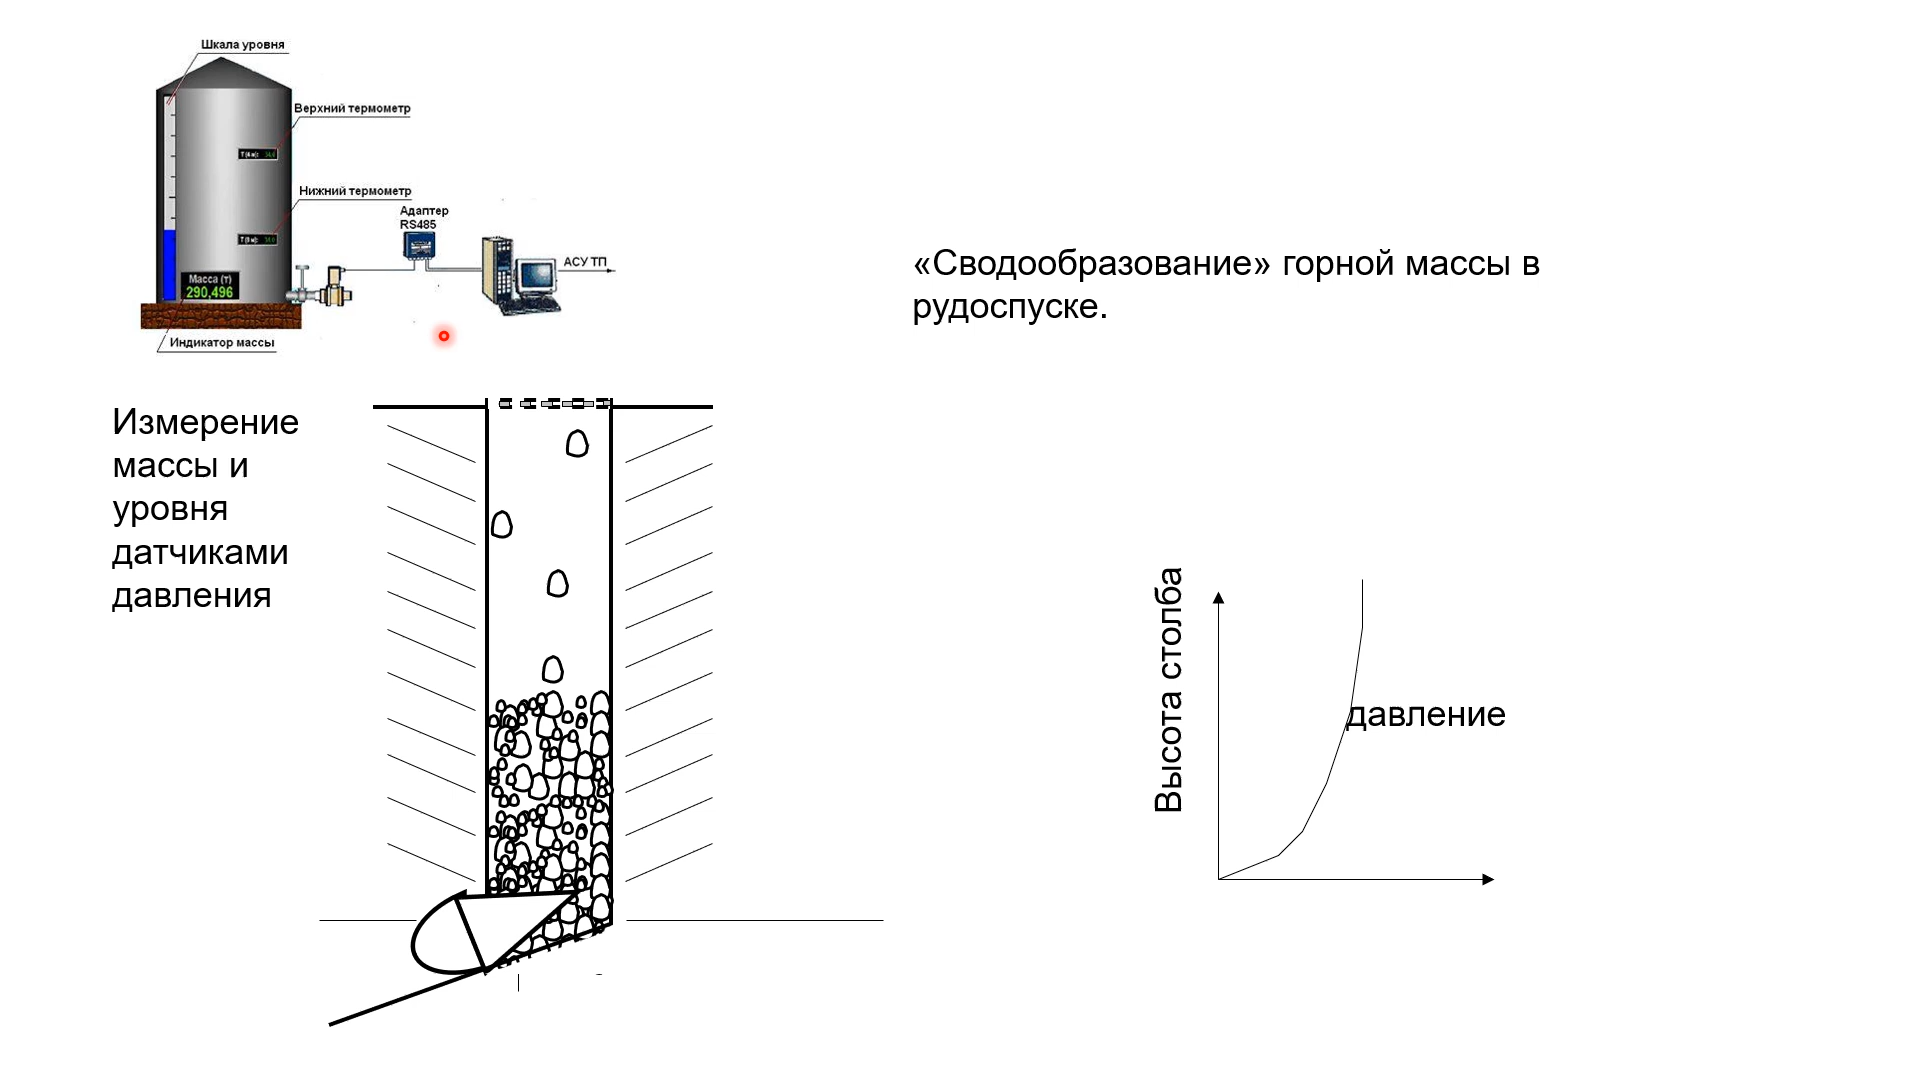 Шкала уровня
Верхний термометр
Нижний термометр
Адаптер
RS485
АСУ ТП
Масса (т)
290,496
Индикатор массы
«Сводообразование» горной массы в
рудоспуске.
Измерение
массы и
уровня
датчиками
давления
Высота столба
давление